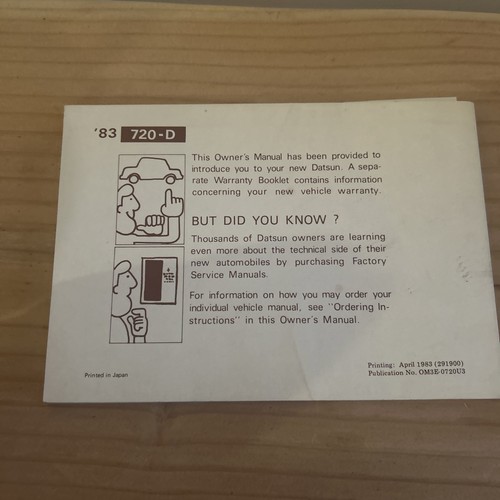 '83 720-D
This Owner's Manual has been provided to
introduce you to your new Datsun. A sepa-
rate Warranty Booklet contains information
concerning your new vehicle warranty.
BUT DID YOU KNOW ?
Thousands of Datsun owners are learning
even more about the technical side of their
new automobiles by purchasing Factory
Service Manuals.
For information on how you may order your
individual vehicle manual, see "Ordering In-
structions" in this Owner's Manual.
Printed in Japan
Printing: April 1983 (291900)
Publication No. OM3E-0720U3